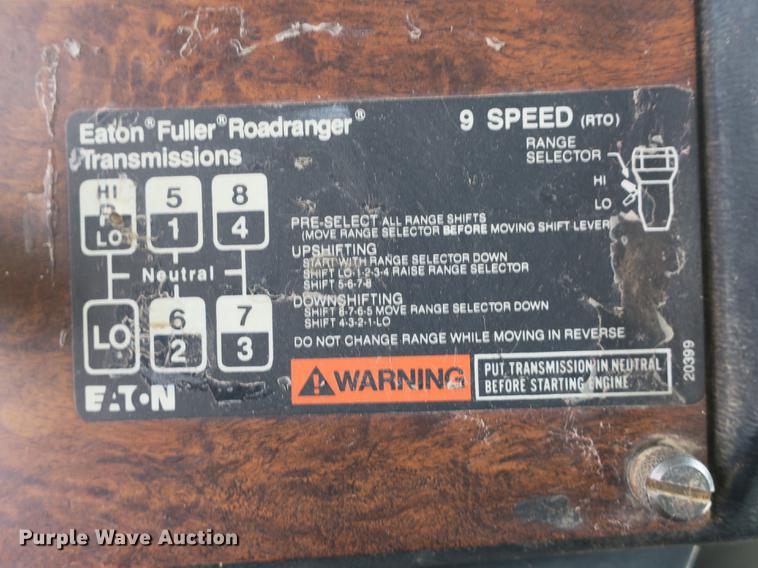 Eaton® Fuller® Roadranger®
Transmissions
9 SPEED (RTO)
RANGE
SELECTOR
HI
LO
HI
R
LO
5
1
8
4
Neutral
LO
6
2
7
3
PRE-SELECT ALL RANGE SHIFTS
(MOVE RANGE SELECTOR BEFORE MOVING SHIFT LEVER
UPSHIFTING
START WITH RANGE SELECTOR DOWN
SHIFT LO-1-2-3-4 RAISE RANGE SELECTOR
SHIFT 5-6-7-8
DOWNSHIFTING
SHIFT 8-7-6-5 MOVE RANGE SELECTOR DOWN
SHIFT 4-3-2-1-LO
DO NOT CHANGE RANGE WHILE MOVING IN REVERSE
WARNING
PUT TRANSMISSION IN NEUTRAL
BEFORE STARTING ENGINE
20399
EATON
Purple Wave Auction